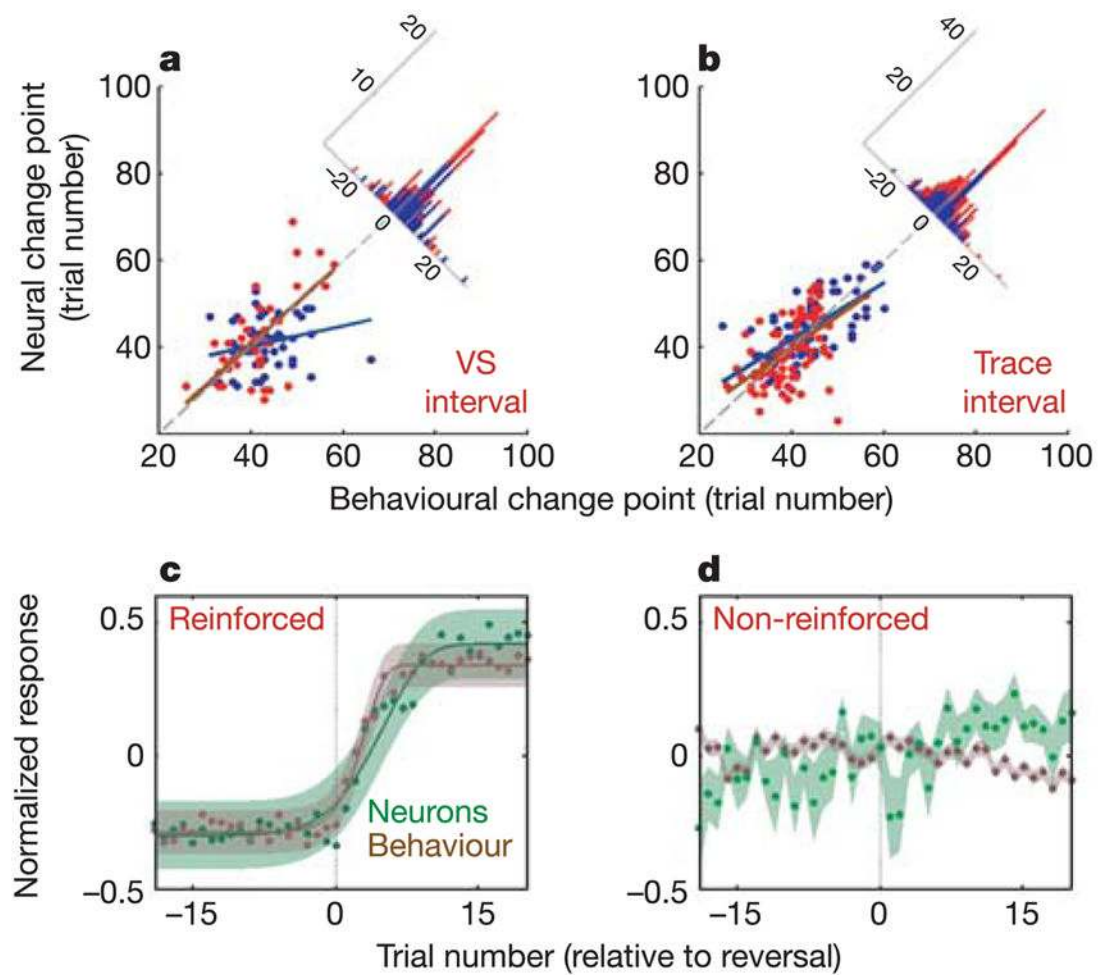 a
20
10
−20
0
20
100
80
60
40
Neural change point
(trial number)
VS
interval
20 40 60 80 100
b
40
20
−20
0
20
100
80
60
40
Trace
interval
20 40 60 80 100
Behavioural change point (trial number)
c
Reinforced
0.5
0
−0.5
Normalized response
Neurons
Behaviour
−15 0 15
d
Non-reinforced
0.5
0
−0.5
−15 0 15
Trial number (relative to reversal)